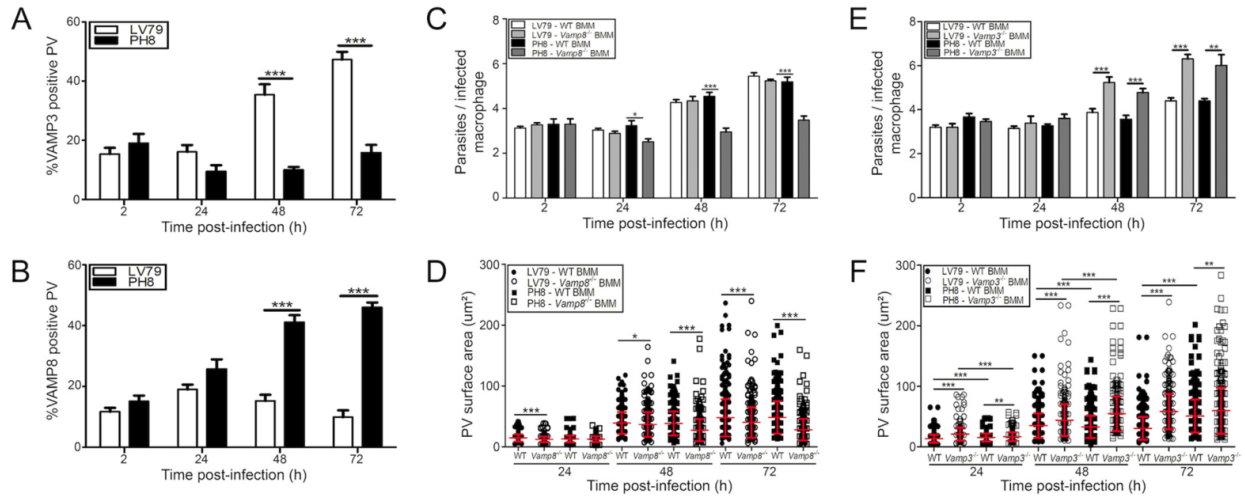 A
LV79
PH8
***
***
%VAMP3 positive PV
60
40
20
0
2 24 48 72
Time post-infection (h)
B
LV79
PH8
***
***
%VAMP8 positive PV
60
40
20
0
2 24 48 72
Time post-infection (h)
C
LV79 - WT BMM
LV79 - Vamp8-/- BMM
PH8 - WT BMM
PH8 - Vamp8-/- BMM
*
***
***
Parasites / infected
macrophage
8
6
4
2
0
2 24 48 72
Time post-infection (h)
D
LV79 - WT BMM
LV79 - Vamp8-/- BMM
PH8 - WT BMM
PH8 - Vamp8-/- BMM
***
* ***
***
***
PV surface area (um²)
300
200
100
50
0
WT Vamp8-/- WT Vamp8-/- WT Vamp8-/- WT Vamp8-/- WT Vamp8-/- WT Vamp8-/-
24 48 72
Time post-infection (h)
E
LV79 - WT BMM
LV79 - Vamp3-/- BMM
PH8 - WT BMM
PH8 - Vamp3-/- BMM
*** ***
*** **
Parasites / infected
macrophage
8
6
4
2
0
2 24 48 72
Time post-infection (h)
F
LV79 - WT BMM
LV79 - Vamp3-/- BMM
PH8 - WT BMM
PH8 - Vamp3-/- BMM
***
***
***
**
***
***
***
***
***
***
**
PV surface area (um²)
300
200
100
50
0
WT Vamp3-/- WT Vamp3-/- WT Vamp3-/- WT Vamp3-/- WT Vamp3-/- WT Vamp3-/-
24 48 72
Time post-infection (h)